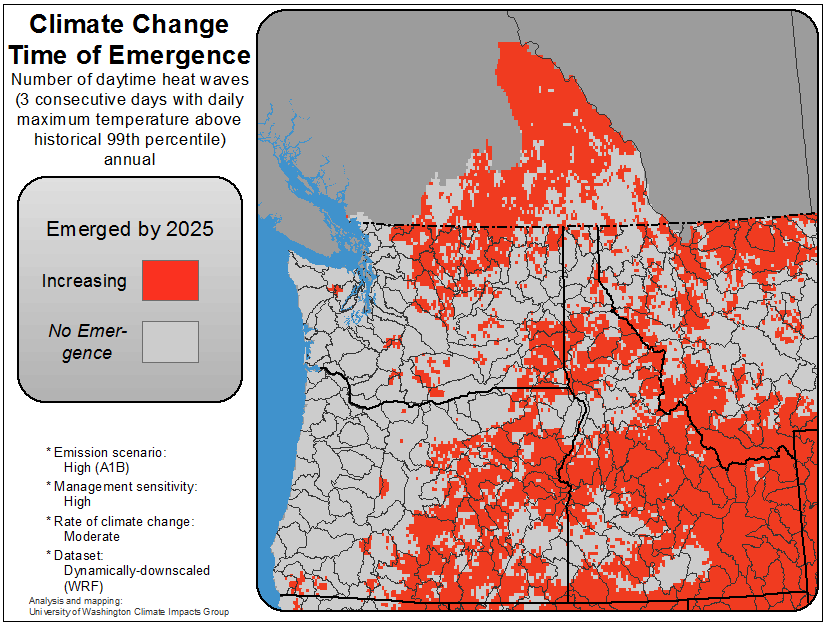 Climate Change
Time of Emergence
Number of daytime heat waves
(3 consecutive days with daily
maximum temperature above
historical 99th percentile)
annual
Emerged by 2025
Increasing
No Emer-
gence
* Emission scenario:
High (A1B)
* Management sensitivity:
High
* Rate of climate change:
Moderate
* Dataset:
Dynamically-downscaled
(WRF)
Analysis and mapping:
University of Washington Climate Impacts Group